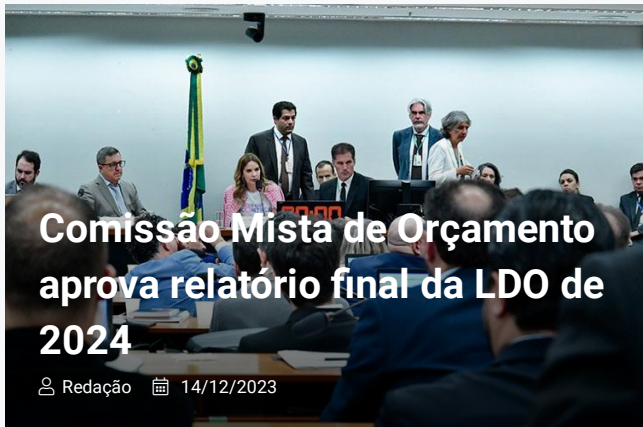 Comissão Mista de Orçamento
aprova relatório final da LDO de
2024
Redação 14/12/2023